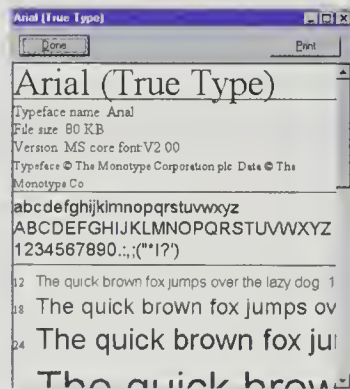 Arial (True Type)
Done Print
Arial (True Type)
Typeface name Arial
File size 80 KB
Version MS core font V2 00
Typeface © The Monotype Corporation plc Data © The
Monotype Co
abcdefghijklmnopqrstuvwxyz
ABCDEFGHIJKLMNOPQRSTUVWXYZ
1234567890.:,;("*!?')
12 The quick brown fox jumps over the lazy dog 1
18 The quick brown fox jumps ov
24 The quick brown fox ju
The quick brow